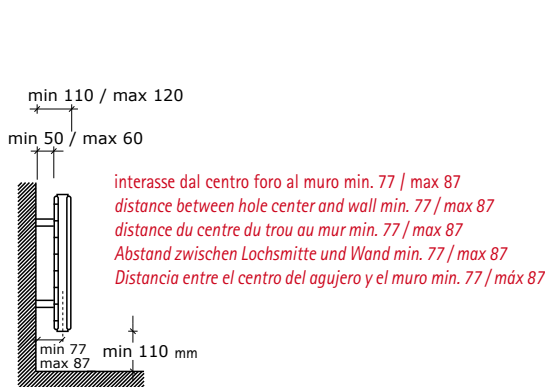 min 110 / max 120
min 50 / max 60
interasse dal centro foro al muro min. 77 / max 87
distance between hole center and wall min. 77 / max 87
distance du centre du trou au mur min. 77 / max 87
Abstand zwischen Lochsmitte und Wand min. 77 / max 87
Distancia entre el centro del agujero y el muro min. 77 / máx 87
min 77
max 87
min 110 mm